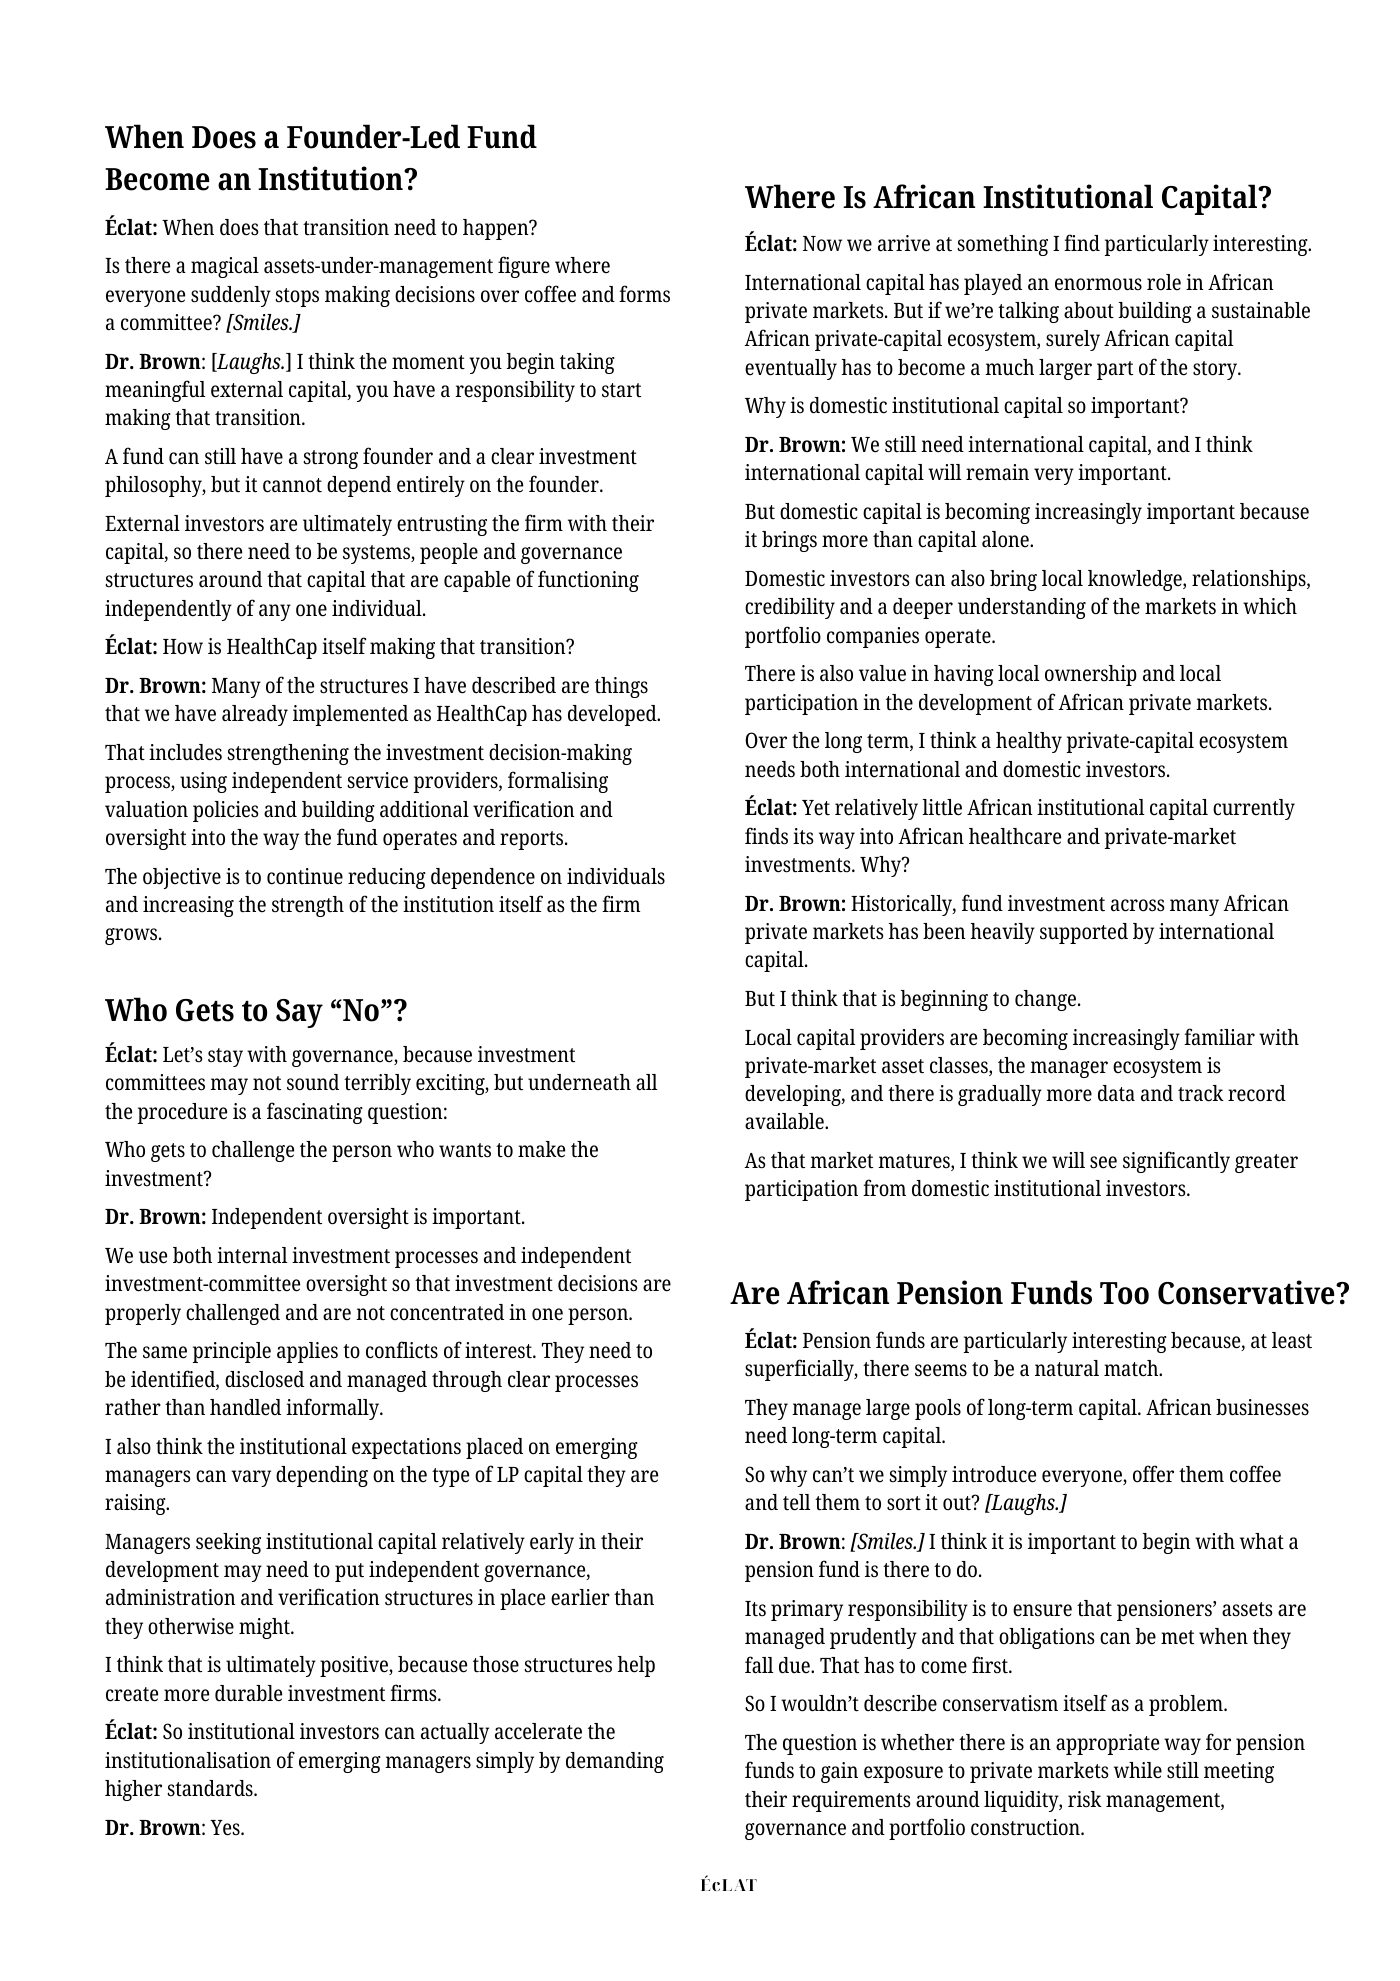 When Does a Founder-Led Fund
Become an Institution?
Éclat: When does that transition need to happen?
Is there a magical assets-under-management figure where
everyone suddenly stops making decisions over coffee and forms
a committee? [Smiles.]
Dr. Brown: [Laughs.] I think the moment you begin taking
meaningful external capital, you have a responsibility to start
making that transition.
A fund can still have a strong founder and a clear investment
philosophy, but it cannot depend entirely on the founder.
External investors are ultimately entrusting the firm with their
capital, so there need to be systems, people and governance
structures around that capital that are capable of functioning
independently of any one individual.
Éclat: How is HealthCap itself making that transition?
Dr. Brown: Many of the structures I have described are things
that we have already implemented as HealthCap has developed.
That includes strengthening the investment decision-making
process, using independent service providers, formalising
valuation policies and building additional verification and
oversight into the way the fund operates and reports.
The objective is to continue reducing dependence on individuals
and increasing the strength of the institution itself as the firm
grows.
Who Gets to Say “No”?
Éclat: Let’s stay with governance, because investment
committees may not sound terribly exciting, but underneath all
the procedure is a fascinating question:
Who gets to challenge the person who wants to make the
investment?
Dr. Brown: Independent oversight is important.
We use both internal investment processes and independent
investment-committee oversight so that investment decisions are
properly challenged and are not concentrated in one person.
The same principle applies to conflicts of interest. They need to
be identified, disclosed and managed through clear processes
rather than handled informally.
I also think the institutional expectations placed on emerging
managers can vary depending on the type of LP capital they are
raising.
Managers seeking institutional capital relatively early in their
development may need to put independent governance,
administration and verification structures in place earlier than
they otherwise might.
I think that is ultimately positive, because those structures help
create more durable investment firms.
Éclat: So institutional investors can actually accelerate the
institutionalisation of emerging managers simply by demanding
higher standards.
Dr. Brown: Yes.
Where Is African Institutional Capital?
Éclat: Now we arrive at something I find particularly interesting.
International capital has played an enormous role in African
private markets. But if we’re talking about building a sustainable
African private-capital ecosystem, surely African capital
eventually has to become a much larger part of the story.
Why is domestic institutional capital so important?
Dr. Brown: We still need international capital, and I think
international capital will remain very important.
But domestic capital is becoming increasingly important because
it brings more than capital alone.
Domestic investors can also bring local knowledge, relationships,
credibility and a deeper understanding of the markets in which
portfolio companies operate.
There is also value in having local ownership and local
participation in the development of African private markets.
Over the long term, I think a healthy private-capital ecosystem
needs both international and domestic investors.
Éclat: Yet relatively little African institutional capital currently
finds its way into African healthcare and private-market
investments. Why?
Dr. Brown: Historically, fund investment across many African
private markets has been heavily supported by international
capital.
But I think that is beginning to change.
Local capital providers are becoming increasingly familiar with
private-market asset classes, the manager ecosystem is
developing, and there is gradually more data and track record
available.
As that market matures, I think we will see significantly greater
participation from domestic institutional investors.
Are African Pension Funds Too Conservative?
Éclat: Pension funds are particularly interesting because, at least
superficially, there seems to be a natural match.
They manage large pools of long-term capital. African businesses
need long-term capital.
So why can’t we simply introduce everyone, offer them coffee
and tell them to sort it out? [Laughs.]
Dr. Brown: [Smiles.] I think it is important to begin with what a
pension fund is there to do.
Its primary responsibility is to ensure that pensioners’ assets are
managed prudently and that obligations can be met when they
fall due. That has to come first.
So I wouldn’t describe conservatism itself as a problem.
The question is whether there is an appropriate way for pension
funds to gain exposure to private markets while still meeting
their requirements around liquidity, risk management,
governance and portfolio construction.
ÉcLAT